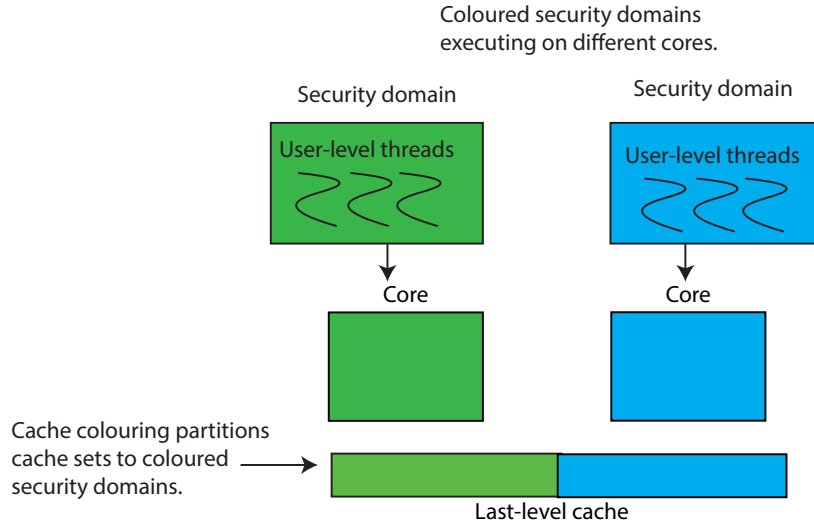 Coloured security domains
executing on different cores.
Security domain
Security domain
User-level threads
User-level threads
Core
Core
Cache colouring partitions
cache sets to coloured
security domains.
Last-level cache